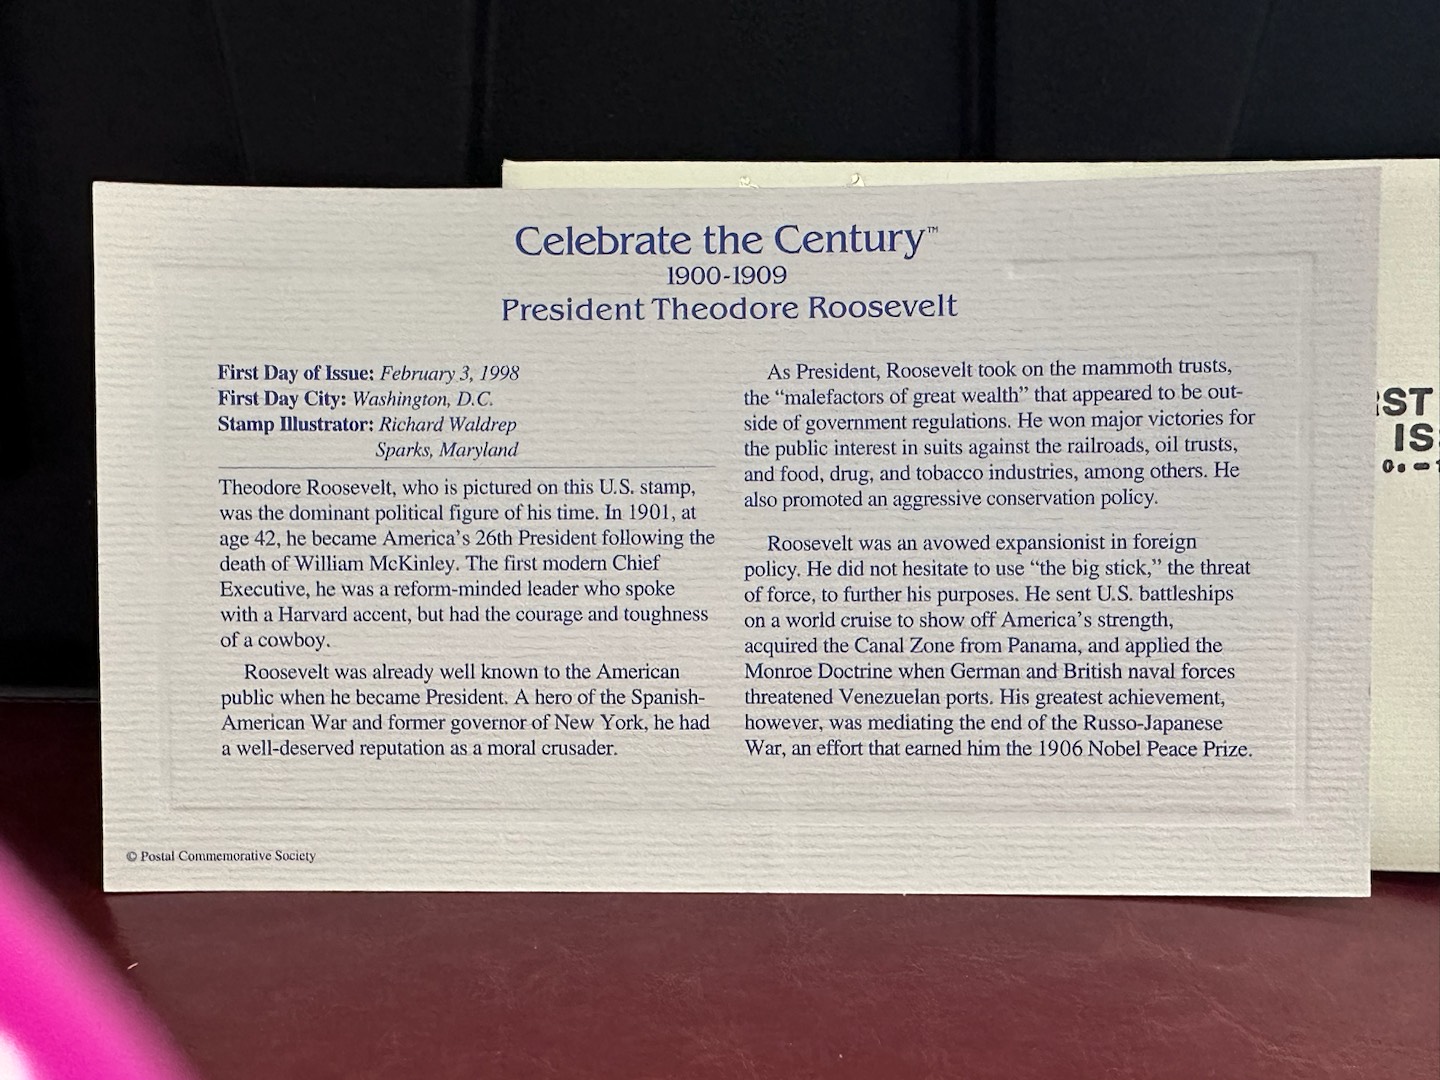 Celebrate the Century™
1900-1909
President Theodore Roosevelt
First Day of Issue: February 3, 1998
First Day City: Washington, D.C.
Stamp Illustrator: Richard Waldrep
Sparks, Maryland
Theodore Roosevelt, who is pictured on this U.S. stamp,
was the dominant political figure of his time. In 1901, at
age 42, he became America's 26th President following the
death of William McKinley. The first modern Chief
Executive, he was a reform-minded leader who spoke
with a Harvard accent, but had the courage and toughness
of a cowboy.
Roosevelt was already well known to the American
public when he became President. A hero of the Spanish-
American War and former governor of New York, he had
a well-deserved reputation as a moral crusader.
As President, Roosevelt took on the mammoth trusts,
the “malefactors of great wealth” that appeared to be out-
side of government regulations. He won major victories for
the public interest in suits against the railroads, oil trusts,
and food, drug, and tobacco industries, among others. He
also promoted an aggressive conservation policy.
Roosevelt was an avowed expansionist in foreign
policy. He did not hesitate to use “the big stick,” the threat
of force, to further his purposes. He sent U.S. battleships
on a world cruise to show off America's strength,
acquired the Canal Zone from Panama, and applied the
Monroe Doctrine when German and British naval forces
threatened Venezuelan ports. His greatest achievement,
however, was mediating the end of the Russo-Japanese
War, an effort that earned him the 1906 Nobel Peace Prize.
© Postal Commemorative Society
ST
IS